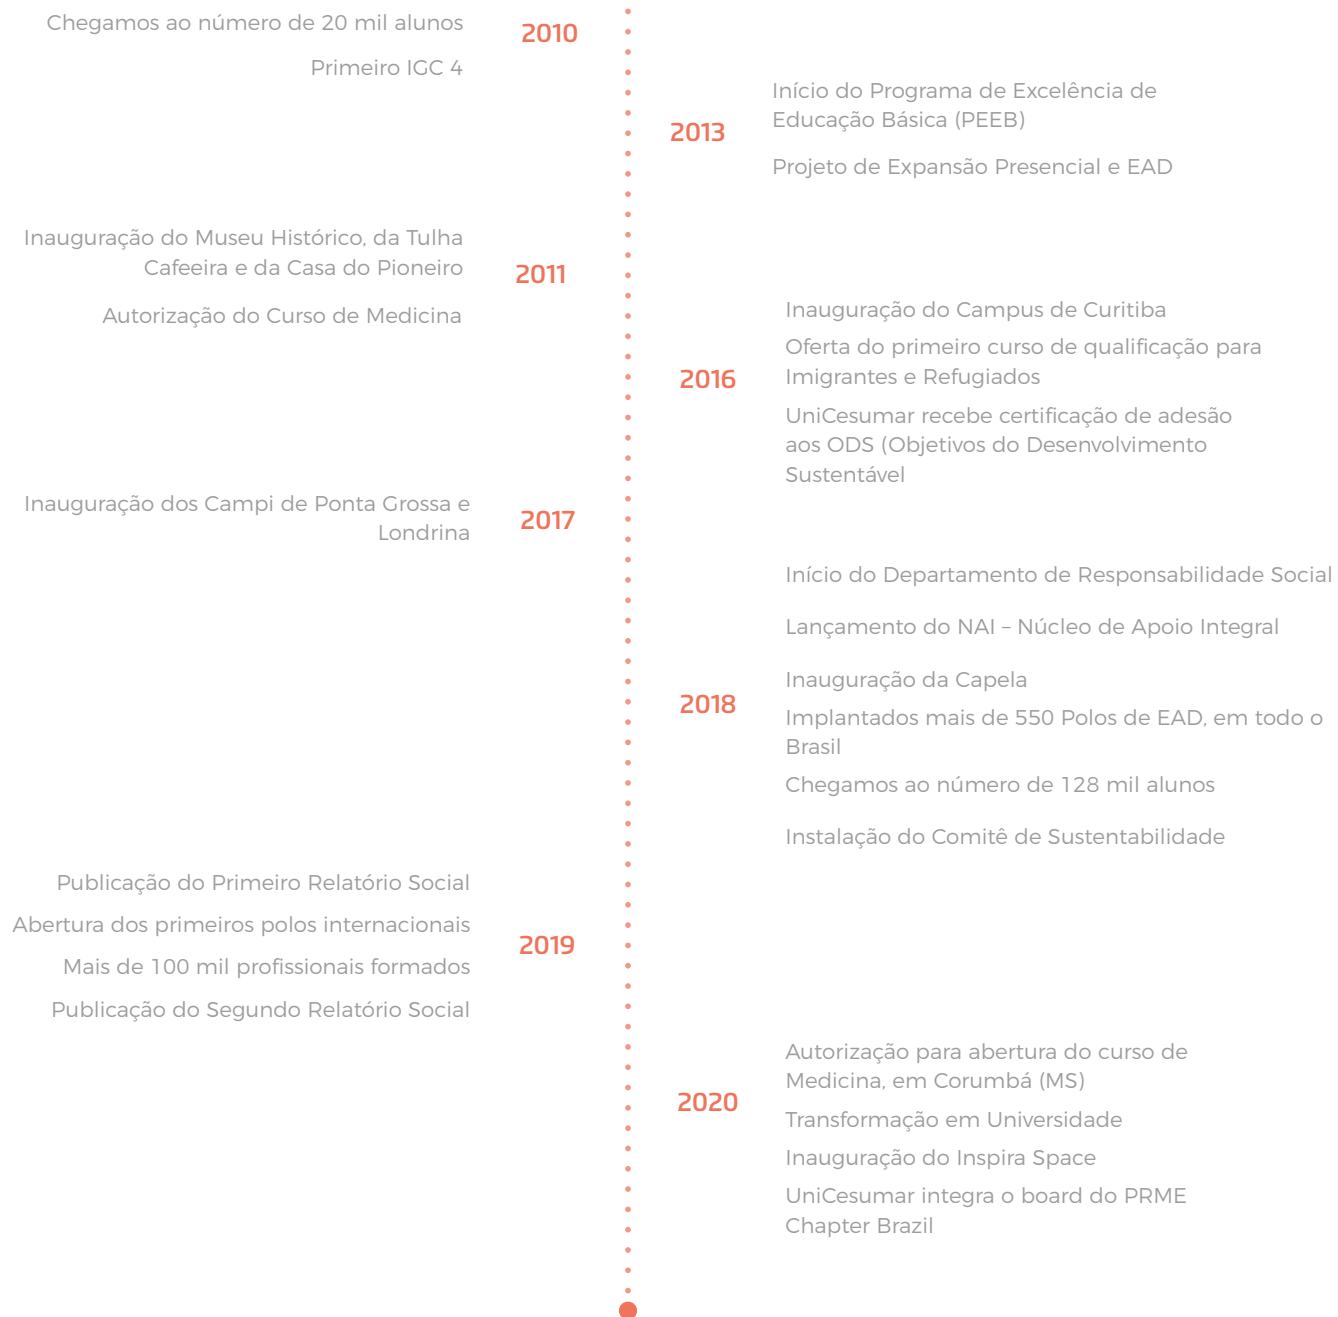 Chegamos ao número de 20 mil alunos
Primeiro IGC 4
2010
2013
Início do Programa de Excelência de
Educação Básica (PEEB)
Projeto de Expansão Presencial e EAD
Inauguração do Museu Histórico, da Tulha
Cafeeira e da Casa do Pioneiro
Autorização do Curso de Medicina
2011
2016
Inauguração do Campus de Curitiba
Oferta do primeiro curso de qualificação para
Imigrantes e Refugiados
UniCesumar recebe certificação de adesão
aos ODS (Objetivos do Desenvolvimento
Sustentável
Inauguração dos Campi de Ponta Grossa e
Londrina
2017
2018
Início do Departamento de Responsabilidade Social
Lançamento do NAI – Núcleo de Apoio Integral
Inauguração da Capela
Implantados mais de 550 Polos de EAD, em todo o
Brasil
Chegamos ao número de 128 mil alunos
Instalação do Comitê de Sustentabilidade
Publicação do Primeiro Relatório Social
Abertura dos primeiros polos internacionais
Mais de 100 mil profissionais formados
Publicação do Segundo Relatório Social
2019
2020
Autorização para abertura do curso de
Medicina, em Corumbá (MS)
Transformação em Universidade
Inauguração do Inspira Space
UniCesumar integra o board do PRME
Chapter Brazil